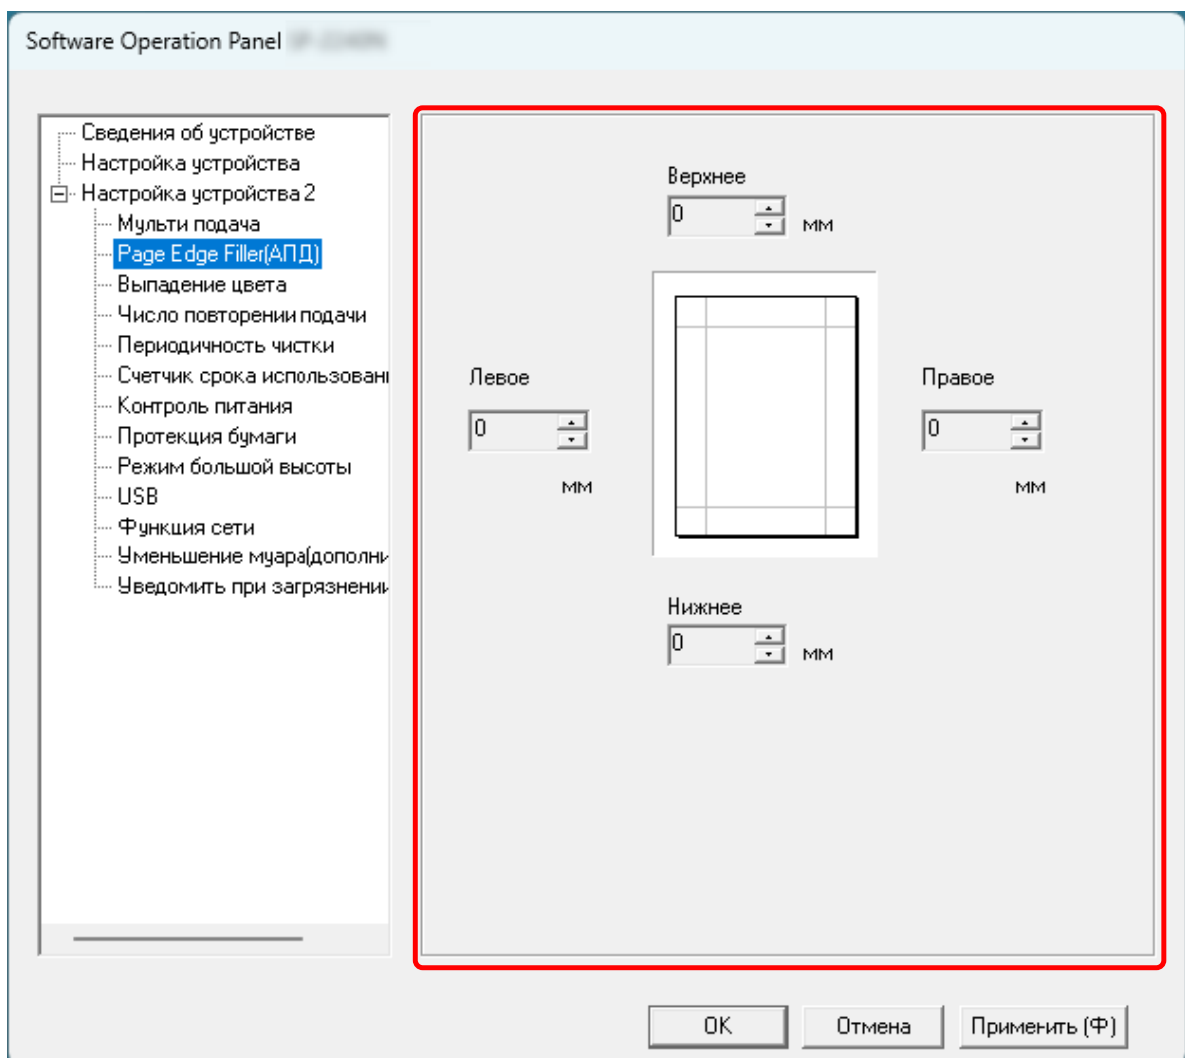 Software Operation Panel
Сведения об устройстве
Настройка устройства
Настройка устройства 2
Мульти подача
Page Edge Filler(АПД)
Выпадение цвета
Число повторении подачи
Периодичность чистки
Счетчик срока использован
Контроль питания
Протекция бумаги
Режим большой высоты
USB
Функция сети
Уменьшение муара(дополни
Уведомить при загрязнении
Верхнее
0
мм
Левое
0
мм
Правое
0
мм
Нижнее
0
мм
OK
Отмена
Применить (Ф)